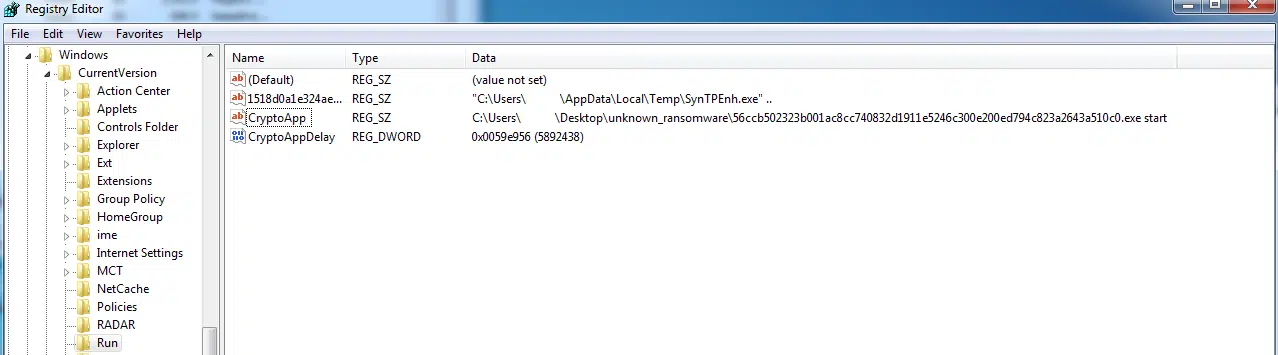 Registry Editor
File Edit View Favorites Help
Windows
CurrentVersion
Action Center
Applets
Controls Folder
Explorer
Ext
Extensions
Group Policy
HomeGroup
ime
Internet Settings
MCT
NetCache
Policies
RADAR
Run
Name Type Data
(Default) REG_SZ (value not set)
1518d0a1e324ae... REG_SZ "C:\Users\ \AppData\Local\Temp\SynTPEnh.exe" ..
CryptoApp REG_SZ C:\Users\ \Desktop\unknown_ransomware\56ccb502323b001ac8cc740832d1911e5246c300e200ed794c823a2643a510c0.exe start
CryptoAppDelay REG_DWORD 0x0059e956 (5892438)